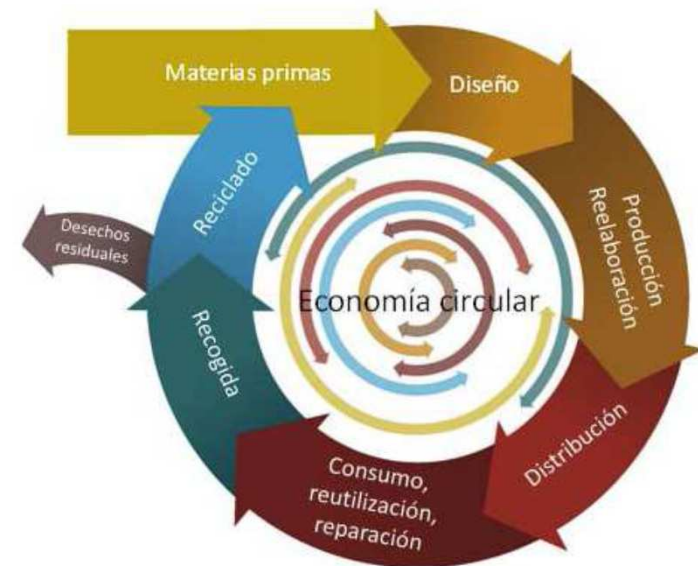 Materias primas
Diseño
Producción
Reelaboración
Distribución
Consumo,
reutilización,
reparación
Recogida
Reciclado
Desechos
residuales
Economía circular